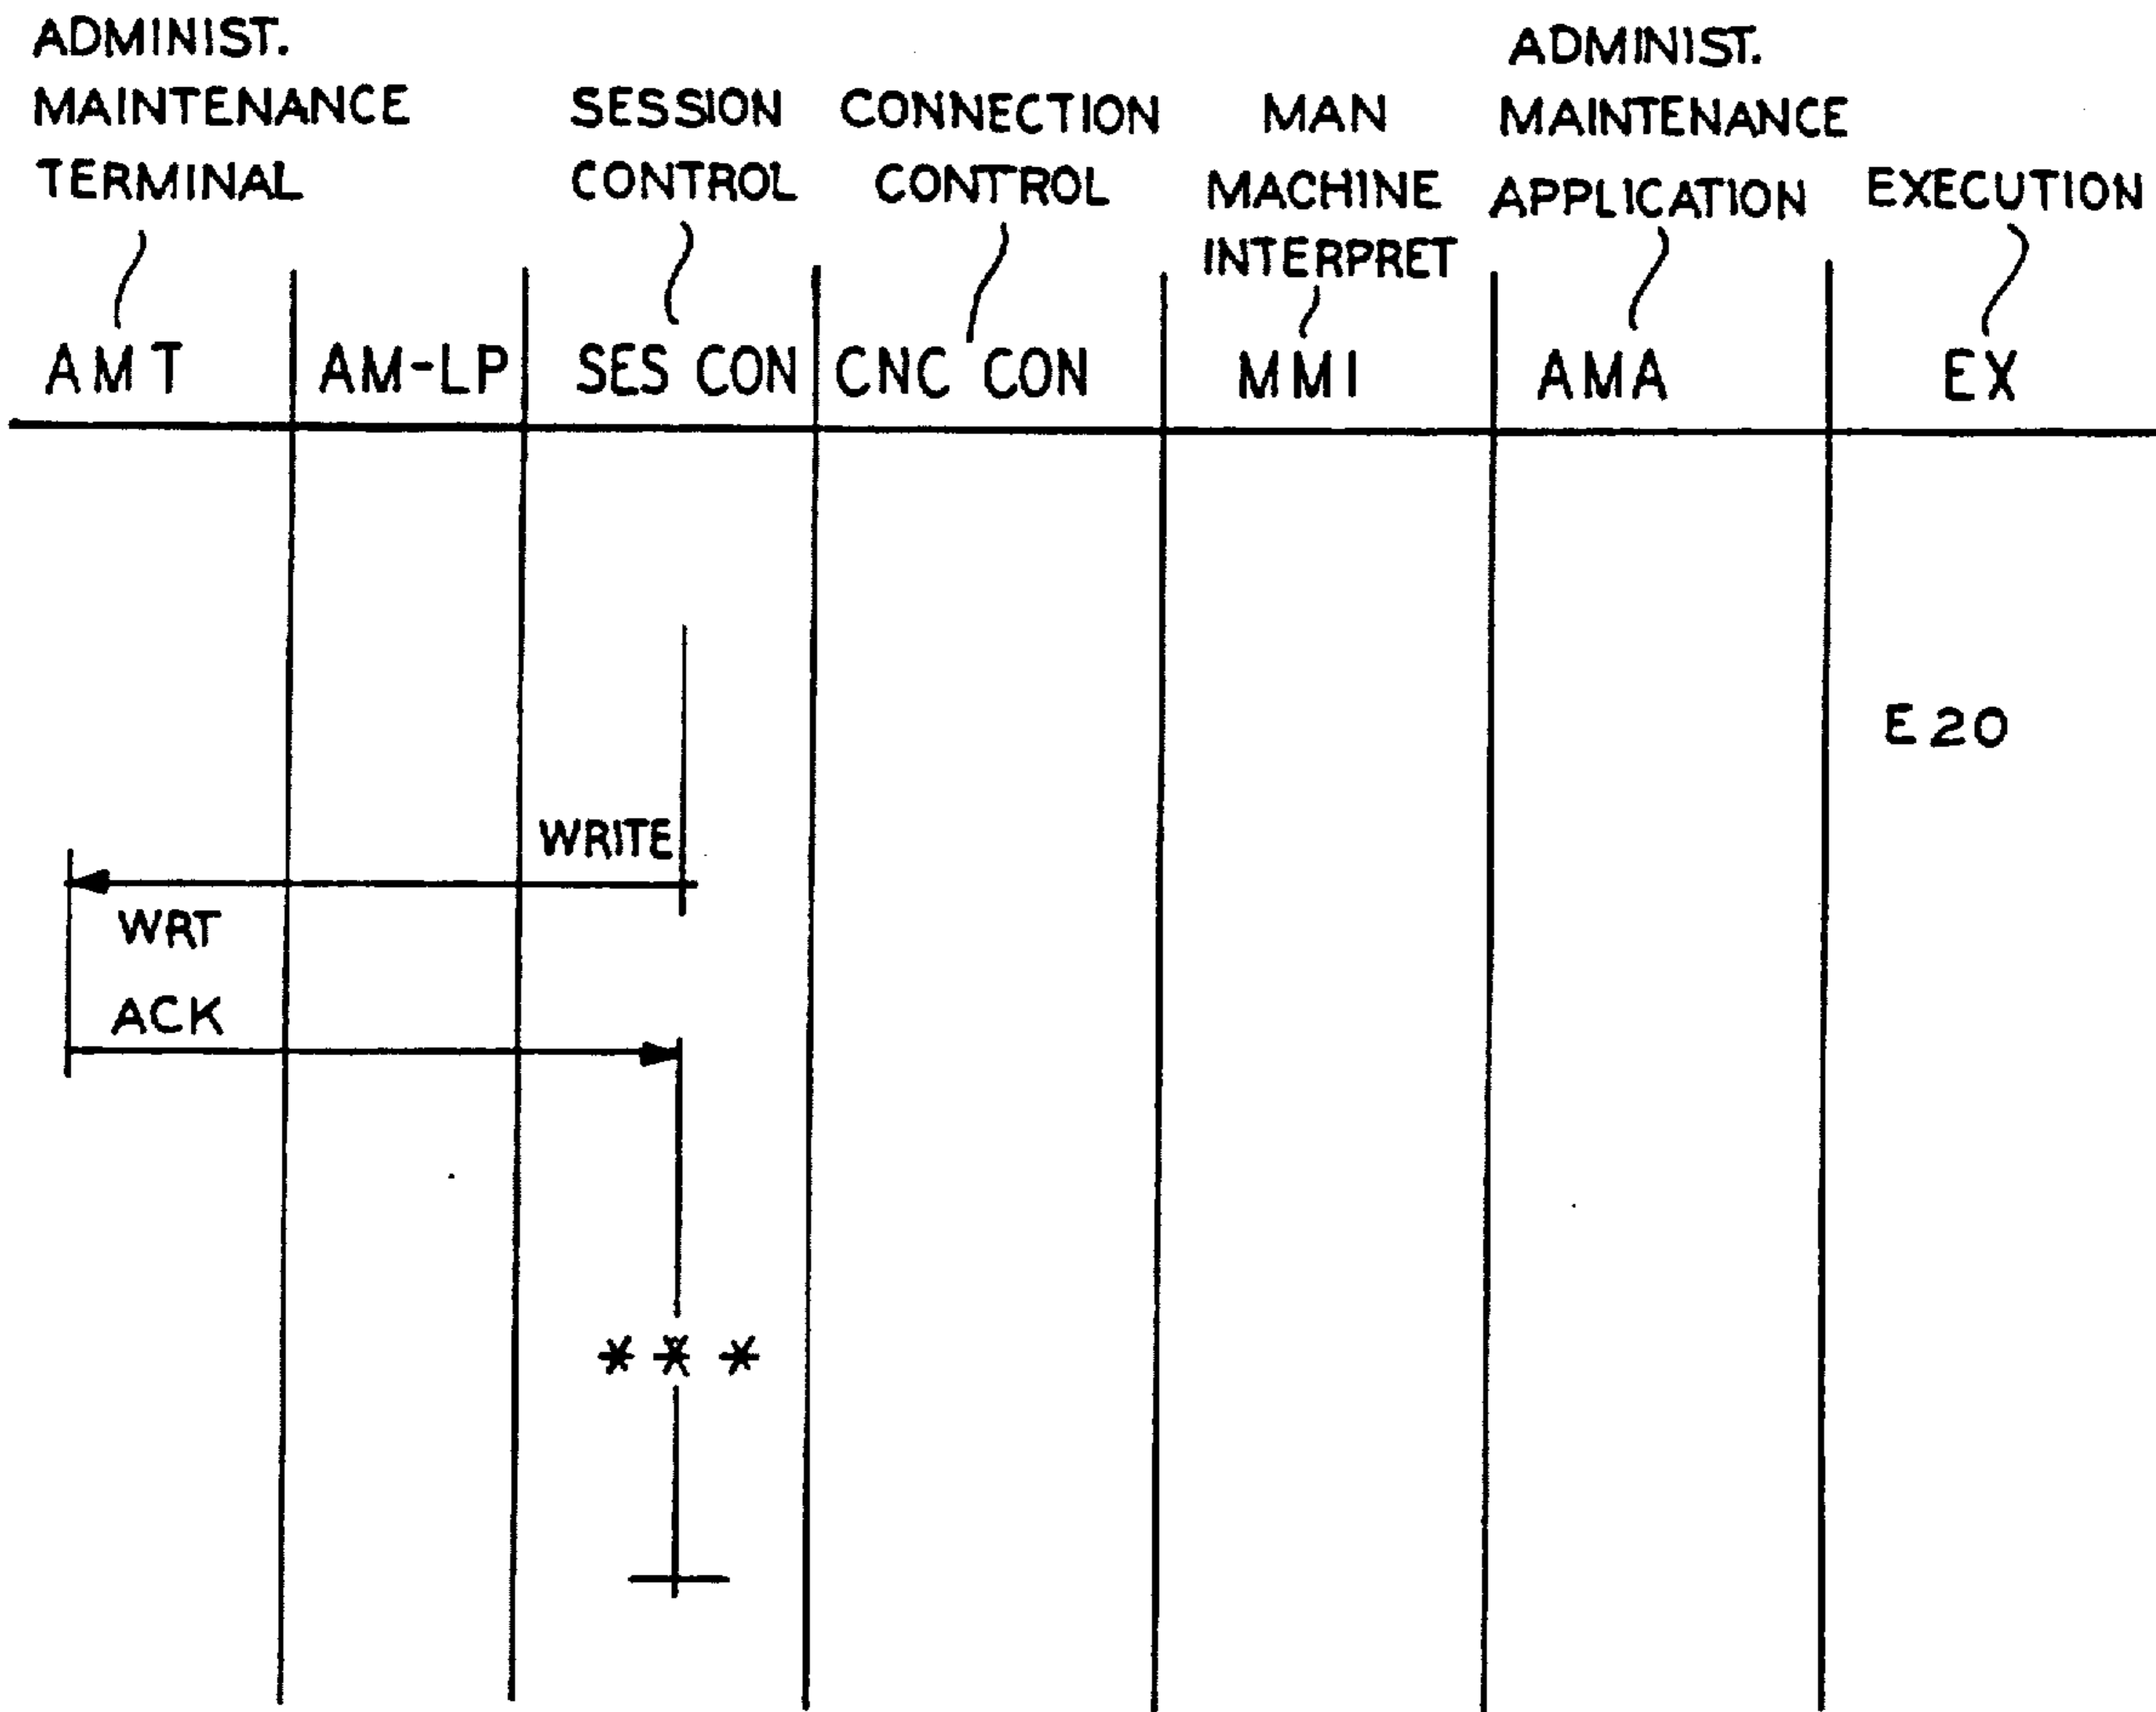 ADMINIST.
MAINTENANCE
TERMINAL
SESSION
CONTROL
CONNECTION
CONTROL
MAN
MACHINE
INTERPRET
ADMINIST.
MAINTENANCE
APPLICATION
EXECUTION
AMT
AM-LP
SES CON
CNC CON
MMI
AMA
EX
E20
WRITE
WRT
ACK
* * *